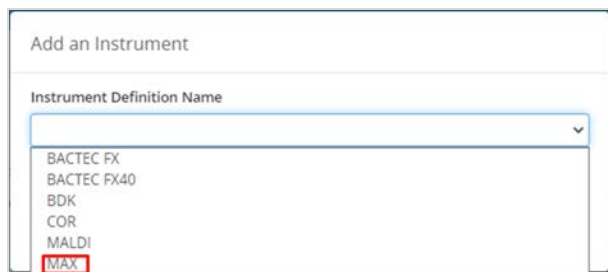 Add an Instrument
Instrument Definition Name
BACTEC FX
BACTEC FX40
BDK
COR
MALDI
MAX